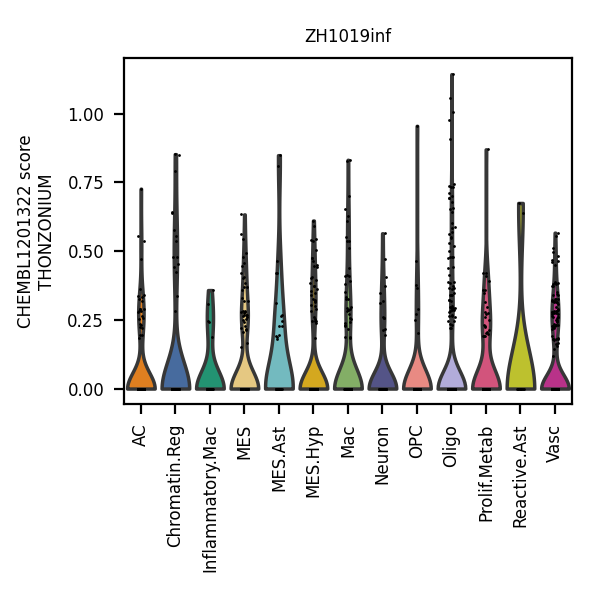 ZH1019inf
CHEMBL1201322 score
THONZONIUM
1.00
0.75
0.50
0.25
0.00
AC
Chromatin.Reg
Inflammatory.Mac
MES
MES.Ast
MES.Hyp
Mac
Neuron
OPC
Oligo
Prolif.Metab
Reactive.Ast
Vasc